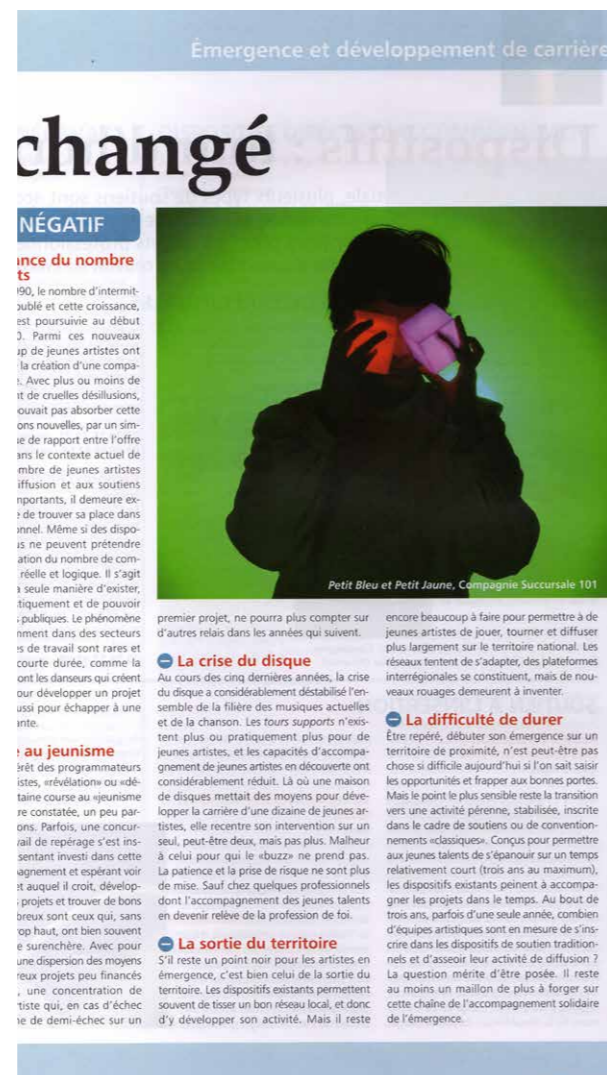 Émergence et développement de carrière
changé
NÉGATIF
ance du nombre
ts
990, le nombre d'intermit-
oublé et cette croissance,
est poursuivie au début
0. Parmi ces nouveaux
up de jeunes artistes ont
la création d'une compa-
e. Avec plus ou moins de
nt de cruelles désillusions,
pouvait pas absorber cette
ons nouvelles, par un sim-
ue de rapport entre l'offre
ans le contexte actuel de
ombre de jeunes artistes
iffusion et aux soutiens
mportants, il demeure ex-
e de trouver sa place dans
onnel. Même si des dispo-
us ne peuvent prétendre
ation du nombre de com-
réelle et logique. Il s'agit
a seule manière d'exister,
tiquement et de pouvoir
s publiques. Le phénomène
mment dans des secteurs
es de travail sont rares et
courte durée, comme la
ont les danseurs qui créent
our développer un projet
ussi pour échapper à une
ante.
e au jeunisme
érêt des programmateurs
istes, «révélation» ou «dé-
taine course au «jeunisme
re constatée, un peu par-
ons. Parfois, une concur-
vail de repérage s'est ins-
sentant investi dans cette
pagnement et espérant voir
et auquel il croit, dévelop-
s projets et trouver de bons
breux sont ceux qui, sans
rop haut, ont bien souvent
e surenchère. Avec pour
une dispersion des moyens
reux projets peu financés
, une concentration de
rtiste qui, en cas d'échec
me de demi-échec sur un
Petit Bleu et Petit Jaune, Compagnie Succursale 101
premier projet, ne pourra plus compter sur
d'autres relais dans les années qui suivent.
La crise du disque
Au cours des cinq dernières années, la crise
du disque a considérablement déstabilisé l'en-
semble de la filière des musiques actuelles
et de la chanson. Les tours supports n'exis-
tent plus ou pratiquement plus pour de
jeunes artistes, et les capacités d'accompa-
gnement de jeunes artistes en découverte ont
considérablement réduit. Là où une maison
de disques mettait des moyens pour déve-
lopper la carrière d'une dizaine de jeunes ar-
tistes, elle recentre son intervention sur un
seul, peut-être deux, mais pas plus. Malheur
à celui pour qui le «buzz» ne prend pas.
La patience et la prise de risque ne sont plus
de mise. Sauf chez quelques professionnels
dont l'accompagnement des jeunes talents
en devenir relève de la profession de foi.
La sortie du territoire
S'il reste un point noir pour les artistes en
émergence, c'est bien celui de la sortie du
territoire. Les dispositifs existants permettent
souvent de tisser un bon réseau local, et donc
d'y développer son activité. Mais il reste
encore beaucoup à faire pour permettre à de
jeunes artistes de jouer, tourner et diffuser
plus largement sur le territoire national. Les
réseaux tentent de s'adapter, des plateformes
interrégionales se constituent, mais de nou-
veaux rouages demeurent à inventer.
La difficulté de durer
Être repéré, débuter son émergence sur un
territoire de proximité, n'est peut-être pas
chose si difficile aujourd'hui si l'on sait saisir
les opportunités et frapper aux bonnes portes.
Mais le point le plus sensible reste la transition
vers une activité pérenne, stabilisée, inscrite
dans le cadre de soutiens ou de convention-
nements «classiques». Conçus pour permettre
aux jeunes talents de s'épanouir sur un temps
relativement court (trois ans au maximum),
les dispositifs existants peinent à accompa-
gner les projets dans le temps. Au bout de
trois ans, parfois d'une seule année, combien
d'équipes artistiques sont en mesure de s'ins-
crire dans les dispositifs de soutien tradition-
nels et d'asseoir leur activité de diffusion ?
La question mérite d'être posée. Il reste
au moins un maillon de plus à forger sur
cette chaîne de l'accompagnement solidaire
de l'émergence.